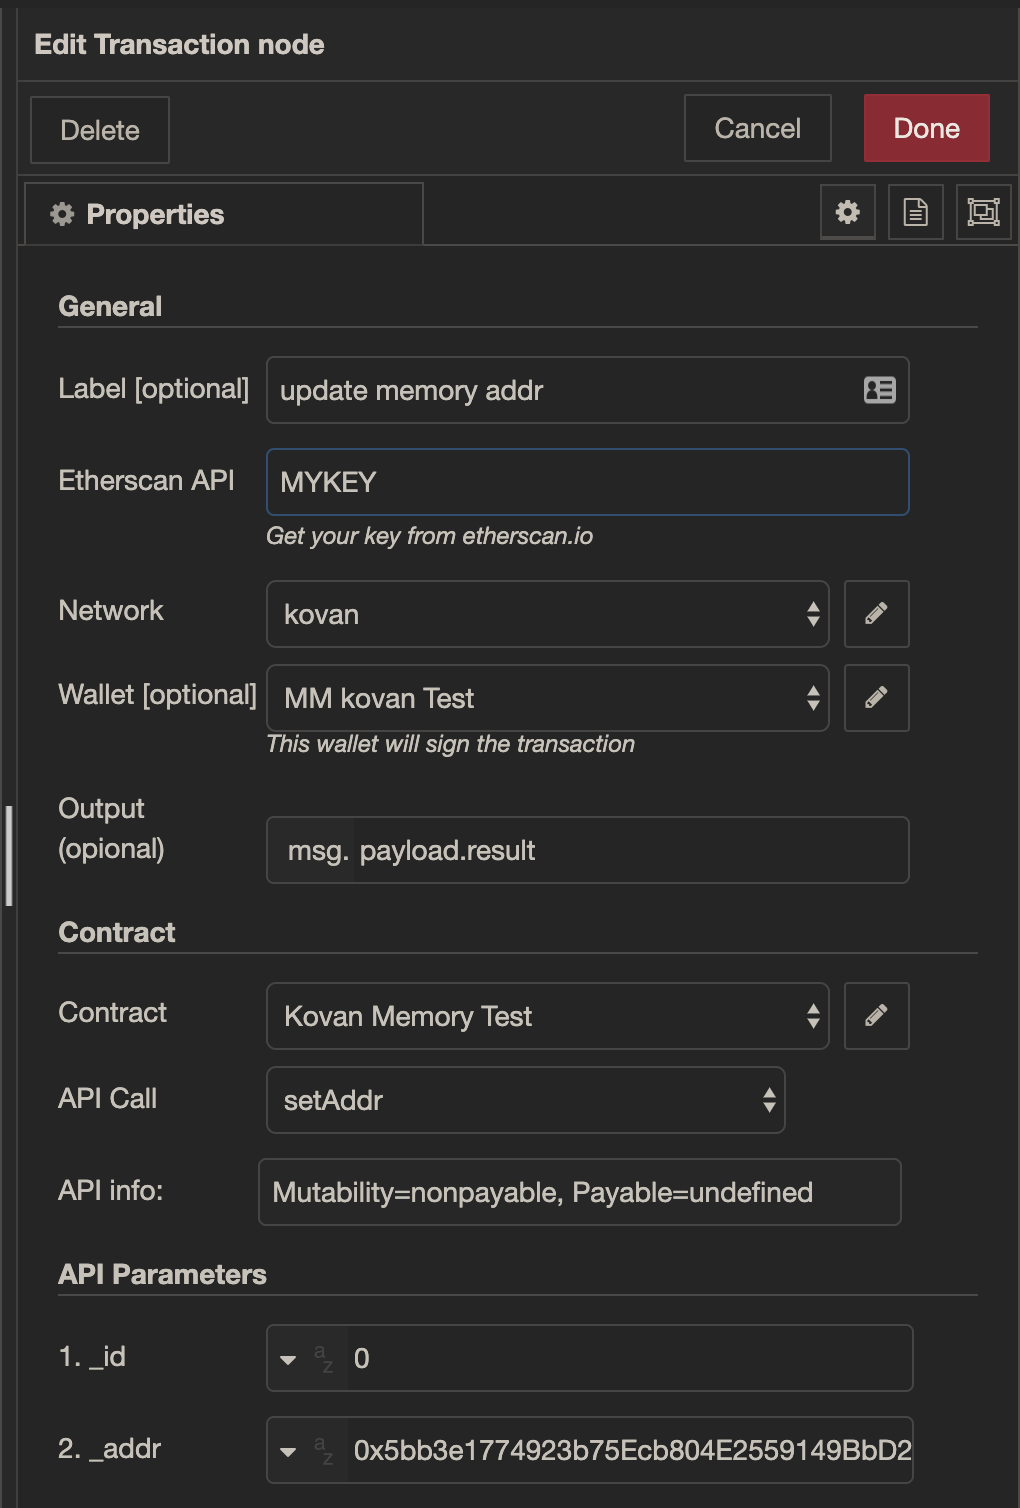 Edit Transaction node
Delete
Cancel
Done
Properties
General
Label [optional]
update memory addr
Etherscan API
MYKEY
Get your key from etherscan.io
Network
kovan
Wallet [optional]
MM kovan Test
This wallet will sign the transaction
Output
(opional)
msg. payload.result
Contract
Contract
Kovan Memory Test
API Call
setAddr
API info:
Mutability=nonpayable, Payable=undefined
API Parameters
1. _id
az 0
2. _addr
az 0x5bb3e1774923b75Ecb804E2559149BbD2